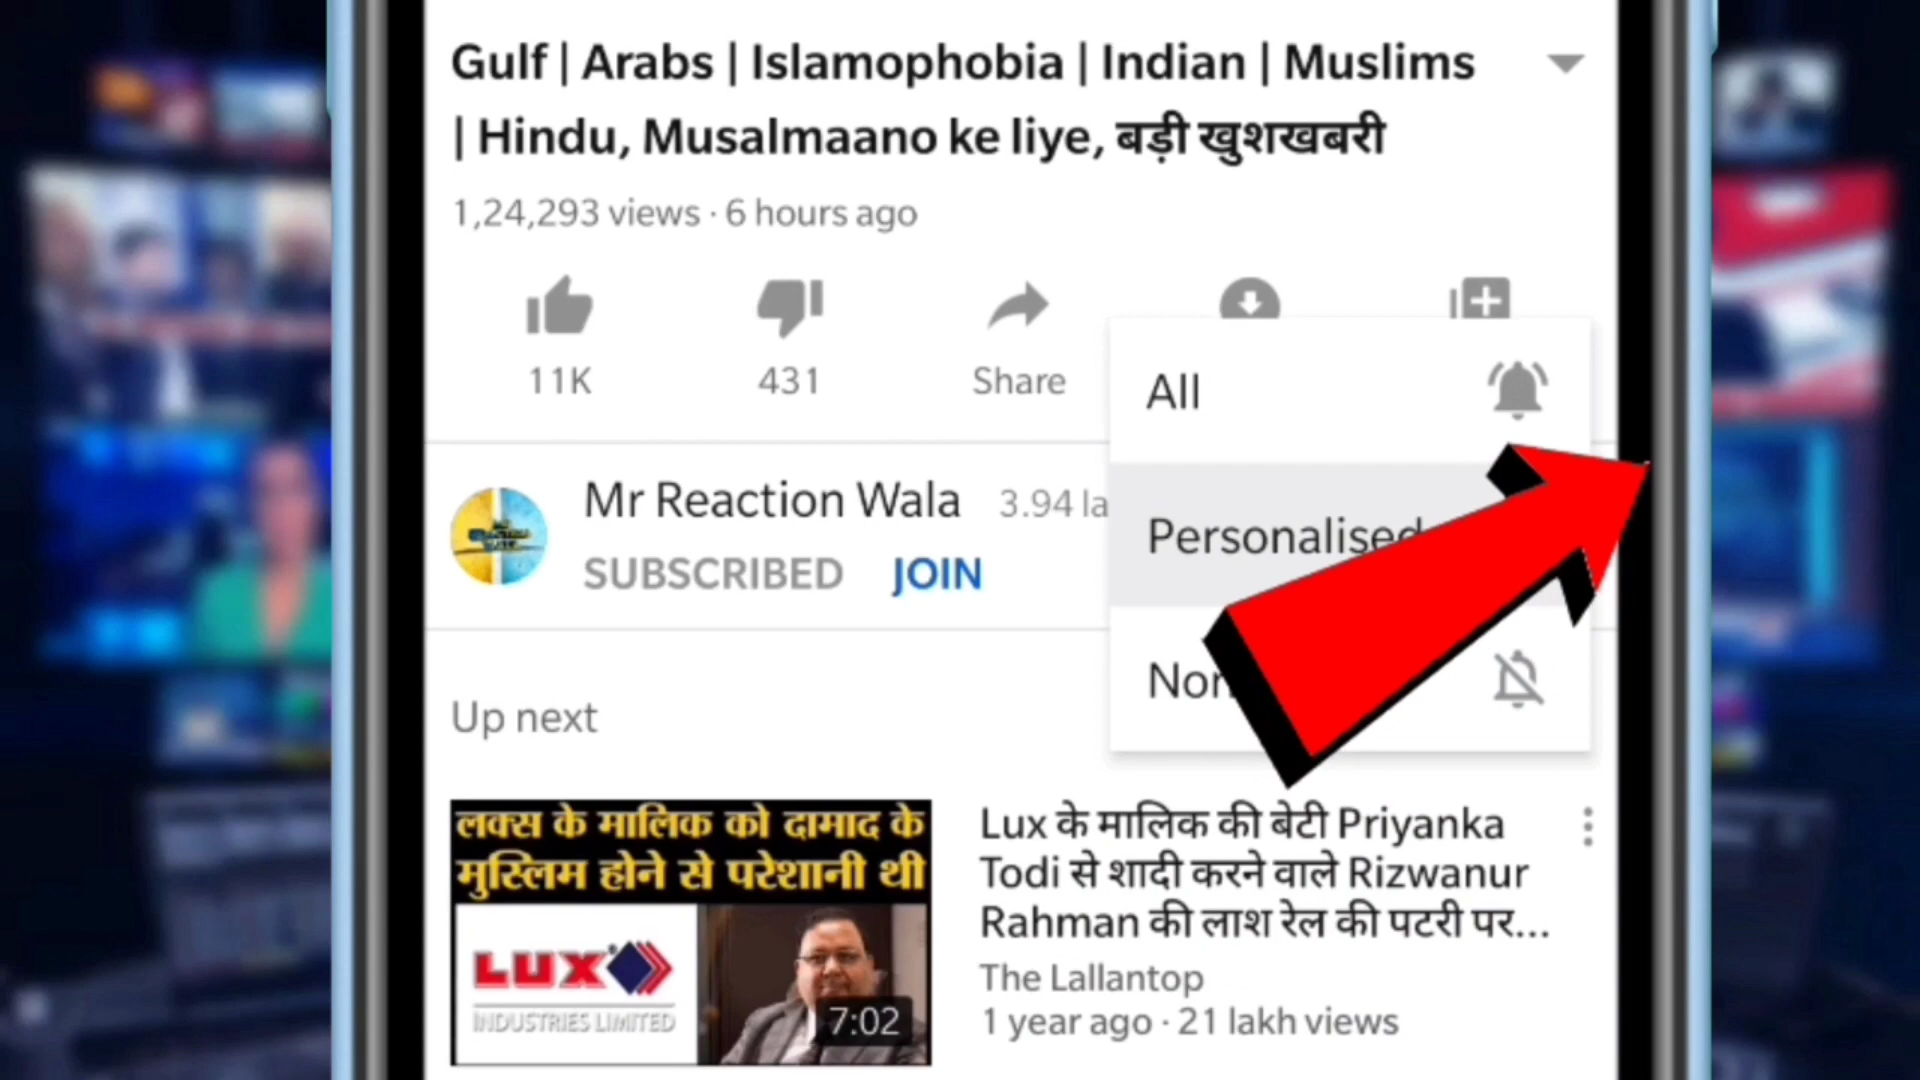 Gulf | Arabs | Islamophobia | Indian | Muslims
| Hindu, Musalmaano ke liye, बड़ी खुशखबरी
1,24,293 views · 6 hours ago
11K
431
Share
All
Mr Reaction Wala 3.94 la
Personalised
SUBSCRIBED JOIN
Up next
लक्स के मालिक को दामाद के
मुस्लिम होने से परेशानी थी
LUX
INDUSTRIES LIMITED
7:02
Lux के मालिक की बेटी Priyanka
Todi से शादी करने वाले Rizwanur
Rahman की लाश रेल की पटरी पर...
The Lallantop
1 year ago · 21 lakh views